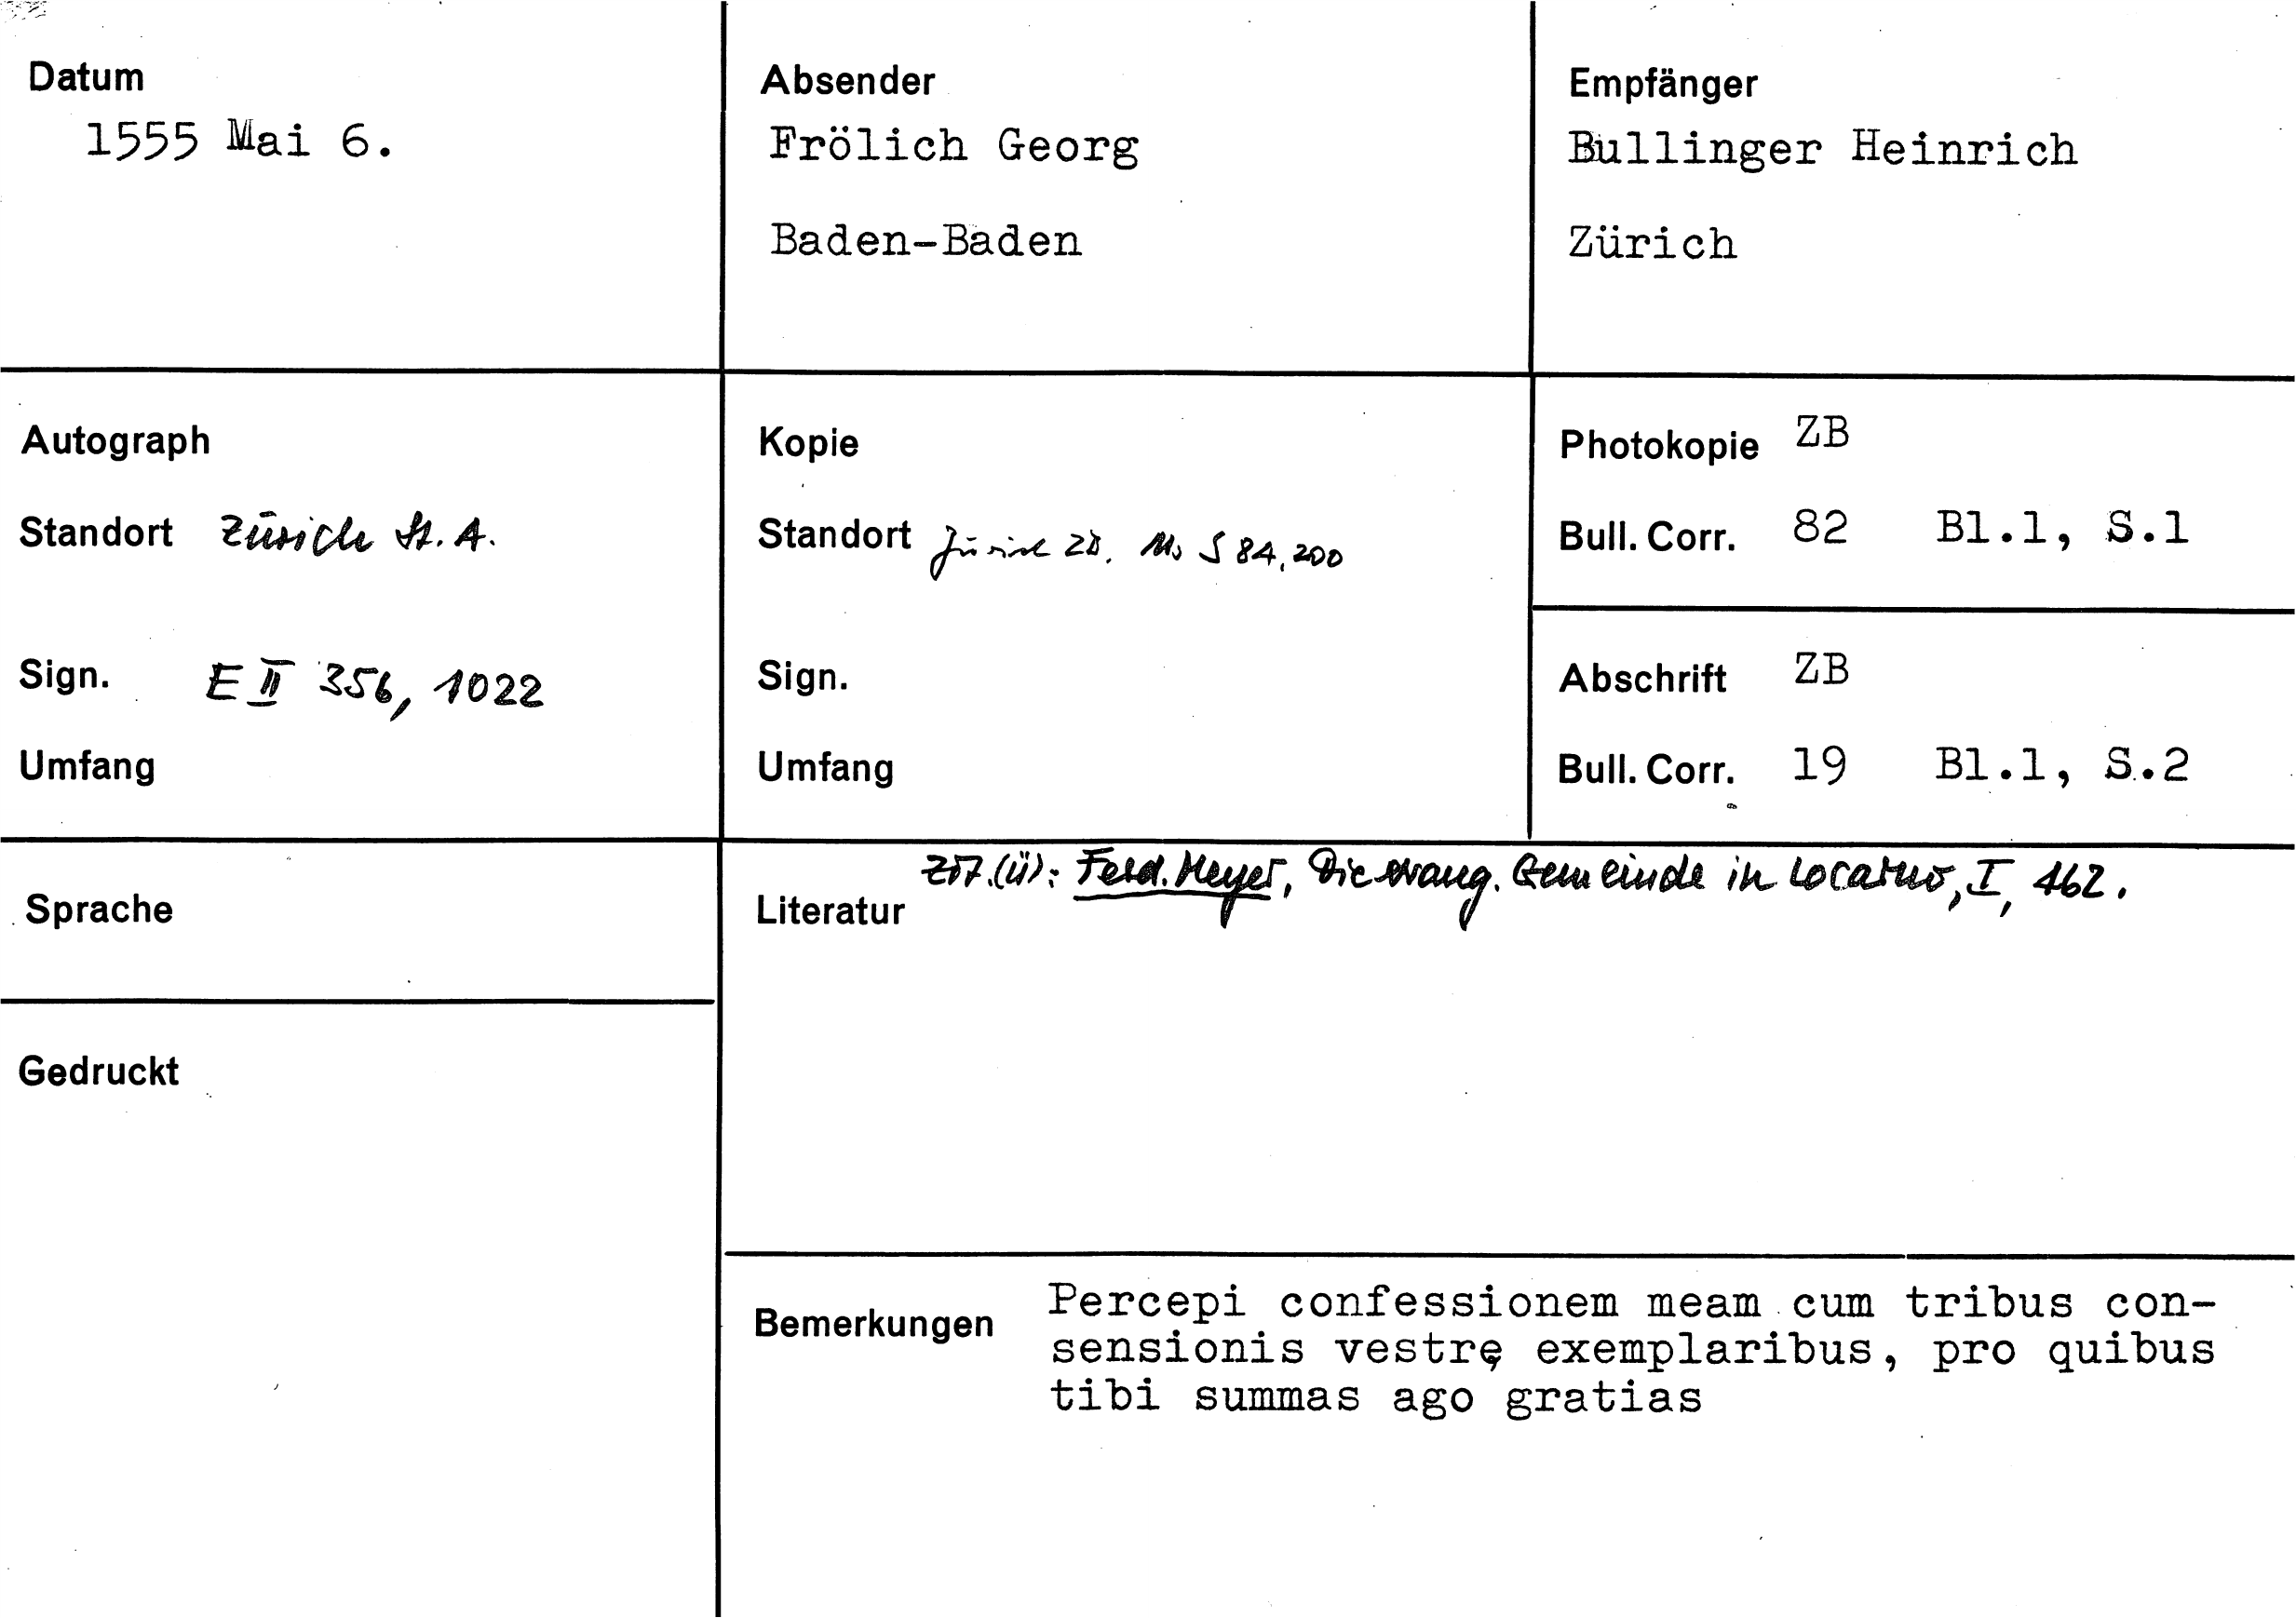 Datum
1555 Mai 6.
Absender
Frölich Georg
Baden-Baden
Empfänger
Bullinger Heinrich
Zürich
Autograph
Standort Zürich St. A.
Sign. E II 356, 1022
Umfang
Kopie
Standort Zürich ZB. Ms S 84, 200
Sign.
Umfang
Photokopie ZB
Bull. Corr. 82 Bl.1, S.1
Abschrift ZB
Bull. Corr. 19 Bl.1, S.2
Sprache
Gedruckt
Literatur Zit. (ü): Ferd. Meyer, Die evang. Gemeinde in Locarno, I, 462.
Bemerkungen Percepi confessionem meam cum tribus con-
sensionis vestrę exemplaribus, pro quibus
tibi summas ago gratias